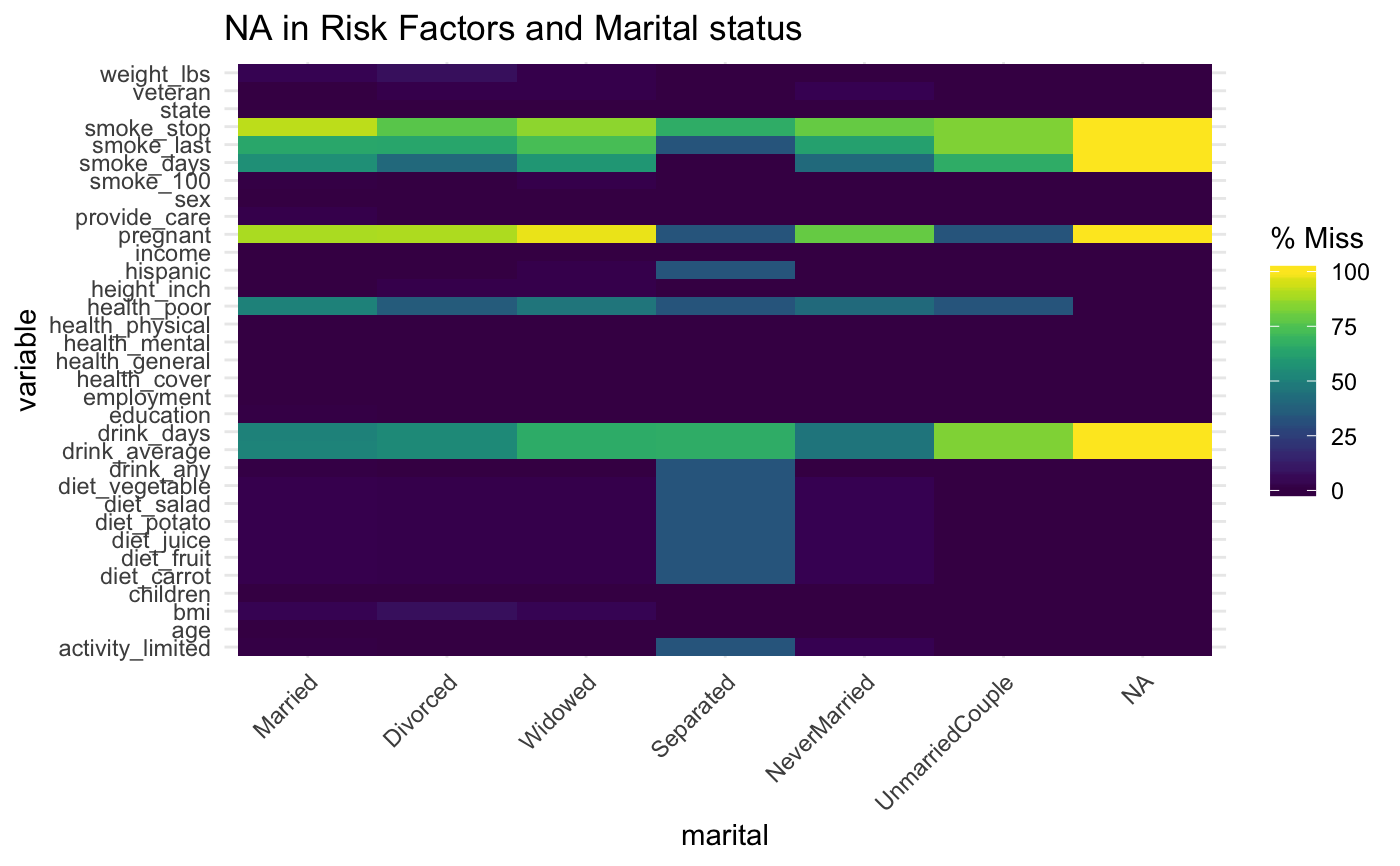 NA in Risk Factors and Marital status
weight_lbs
veteran
state
smoke_stop
smoke_last
smoke_days
smoke_100
sex
provide_care
pregnant
income
hispanic
height_inch
health_poor
health_physical
health_mental
health_general
health_cover
employment
education
drink_days
drink_average
drink_any
diet_vegetable
diet_salad
diet_potato
diet_juice
diet_fruit
diet_carrot
children
bmi
age
activity_limited
variable
Married
Divorced
Widowed
Separated
NeverMarried
UnmarriedCouple
NA
marital
% Miss
100
75
50
25
0